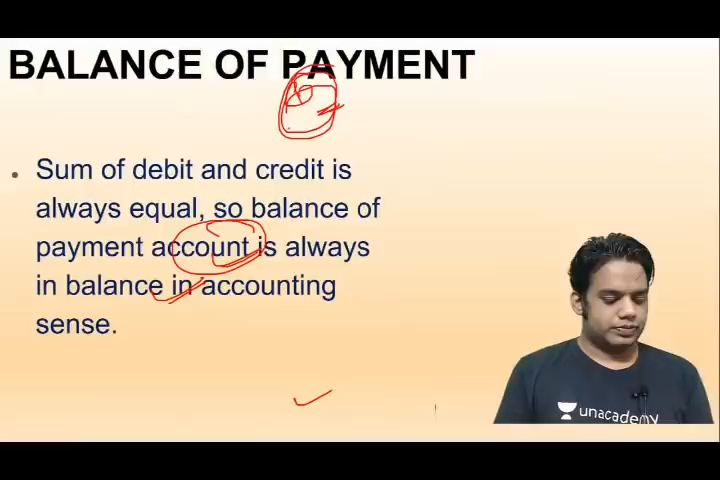 BALANCE OF PAYMENT
• Sum of debit and credit is
always equal, so balance of
payment account is always
in balance in accounting
sense.
unacademy